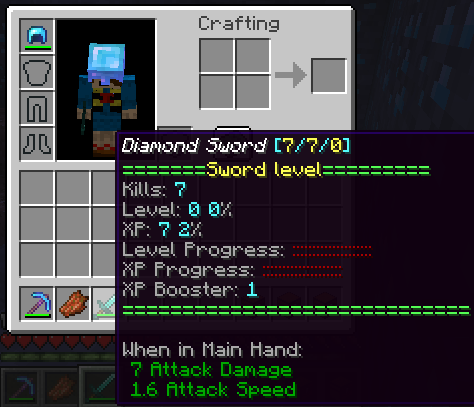 Crafting
Diamond Sword [7/7/0]
=======Sword level=========
Kills: 7
Level: 0 0%
XP: 7 2%
Level Progress: ::::::::::::::::::::
XP Progress: ::::::::::::::::::::
XP Booster: 1
=============================
When in Main Hand:
7 Attack Damage
1.6 Attack Speed